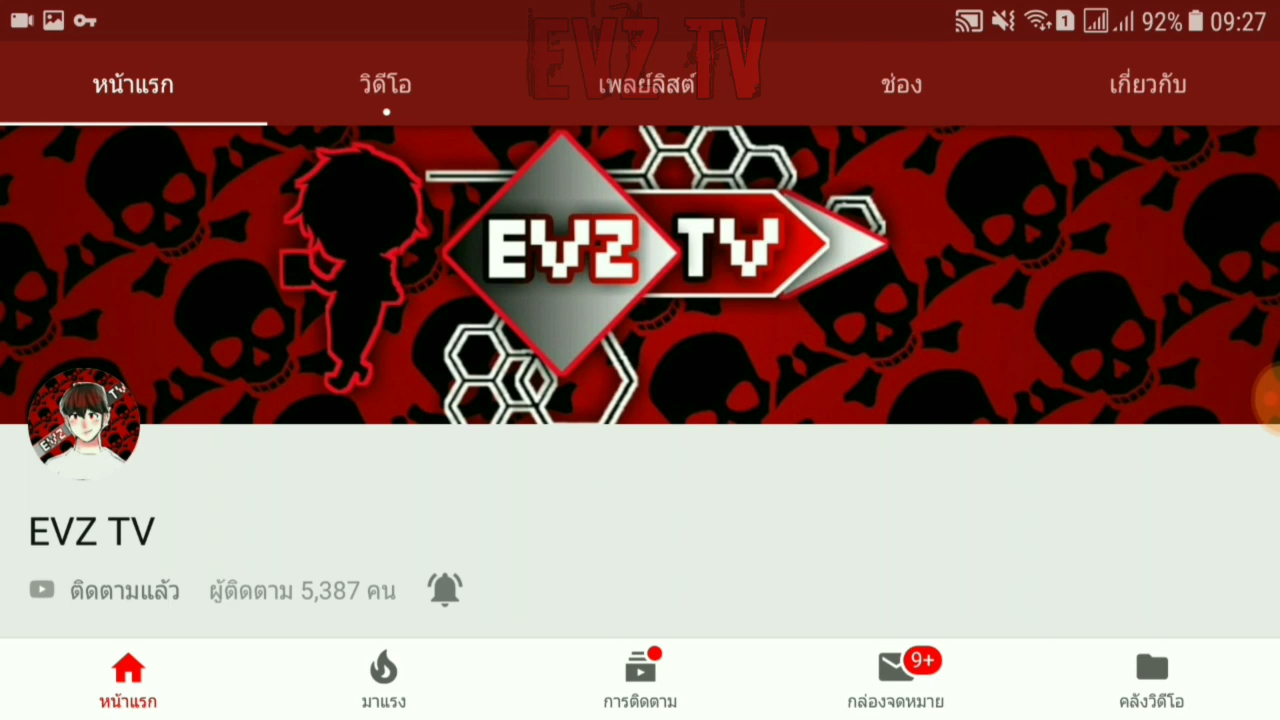 1 92% 09:27
EVZ TV
หน้าแรก วิดีโอ เพลย์ลิสต์ ช่อง เกี่ยวกับ
EVZ TV
EVZ TV
EVZ TV
ติดตามแล้ว ผู้ติดตาม 5,387 คน
9+
หน้าแรก มาแรง การติดตาม กล่องจดหมาย คลังวิดีโอ